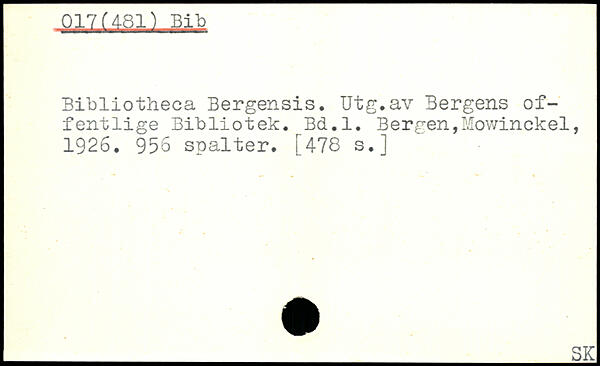 017(481) Bib
Bibliotheca Bergensis. Utg.av Bergens of-
fentlige Bibliotek. Bd.1. Bergen,Mowinckel,
1926. 956 spalter. [478 s.]
SK